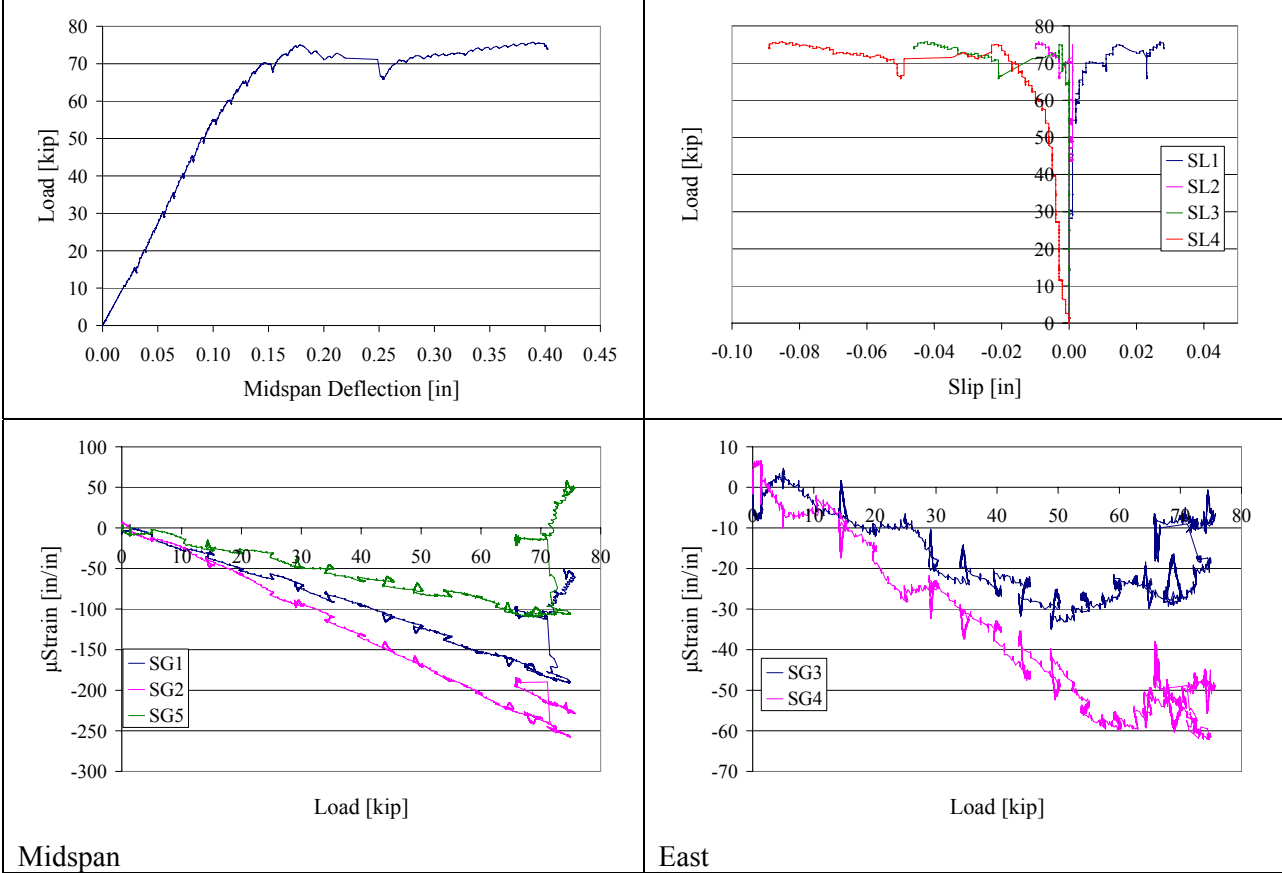 80
70
60
50
40
30
20
10
0
Load [kip]
0.00 0.05 0.10 0.15 0.20 0.25 0.30 0.35 0.40 0.45
Midspan Deflection [in]
80
70
60
50
40
30
20
10
0
Load [kip]
SL1
SL2
SL3
SL4
-0.10 -0.08 -0.06 -0.04 -0.02 0.00 0.02 0.04
Slip [in]
100
50
0
-50
-100
-150
-200
-250
-300
µStrain [in/in]
0 10 20 30 40 50 60 70 80
SG1
SG2
SG5
Load [kip]
Midspan
10
0
-10
-20
-30
-40
-50
-60
-70
µStrain [in/in]
0 10 20 30 40 50 60 70 80
SG3
SG4
Load [kip]
East